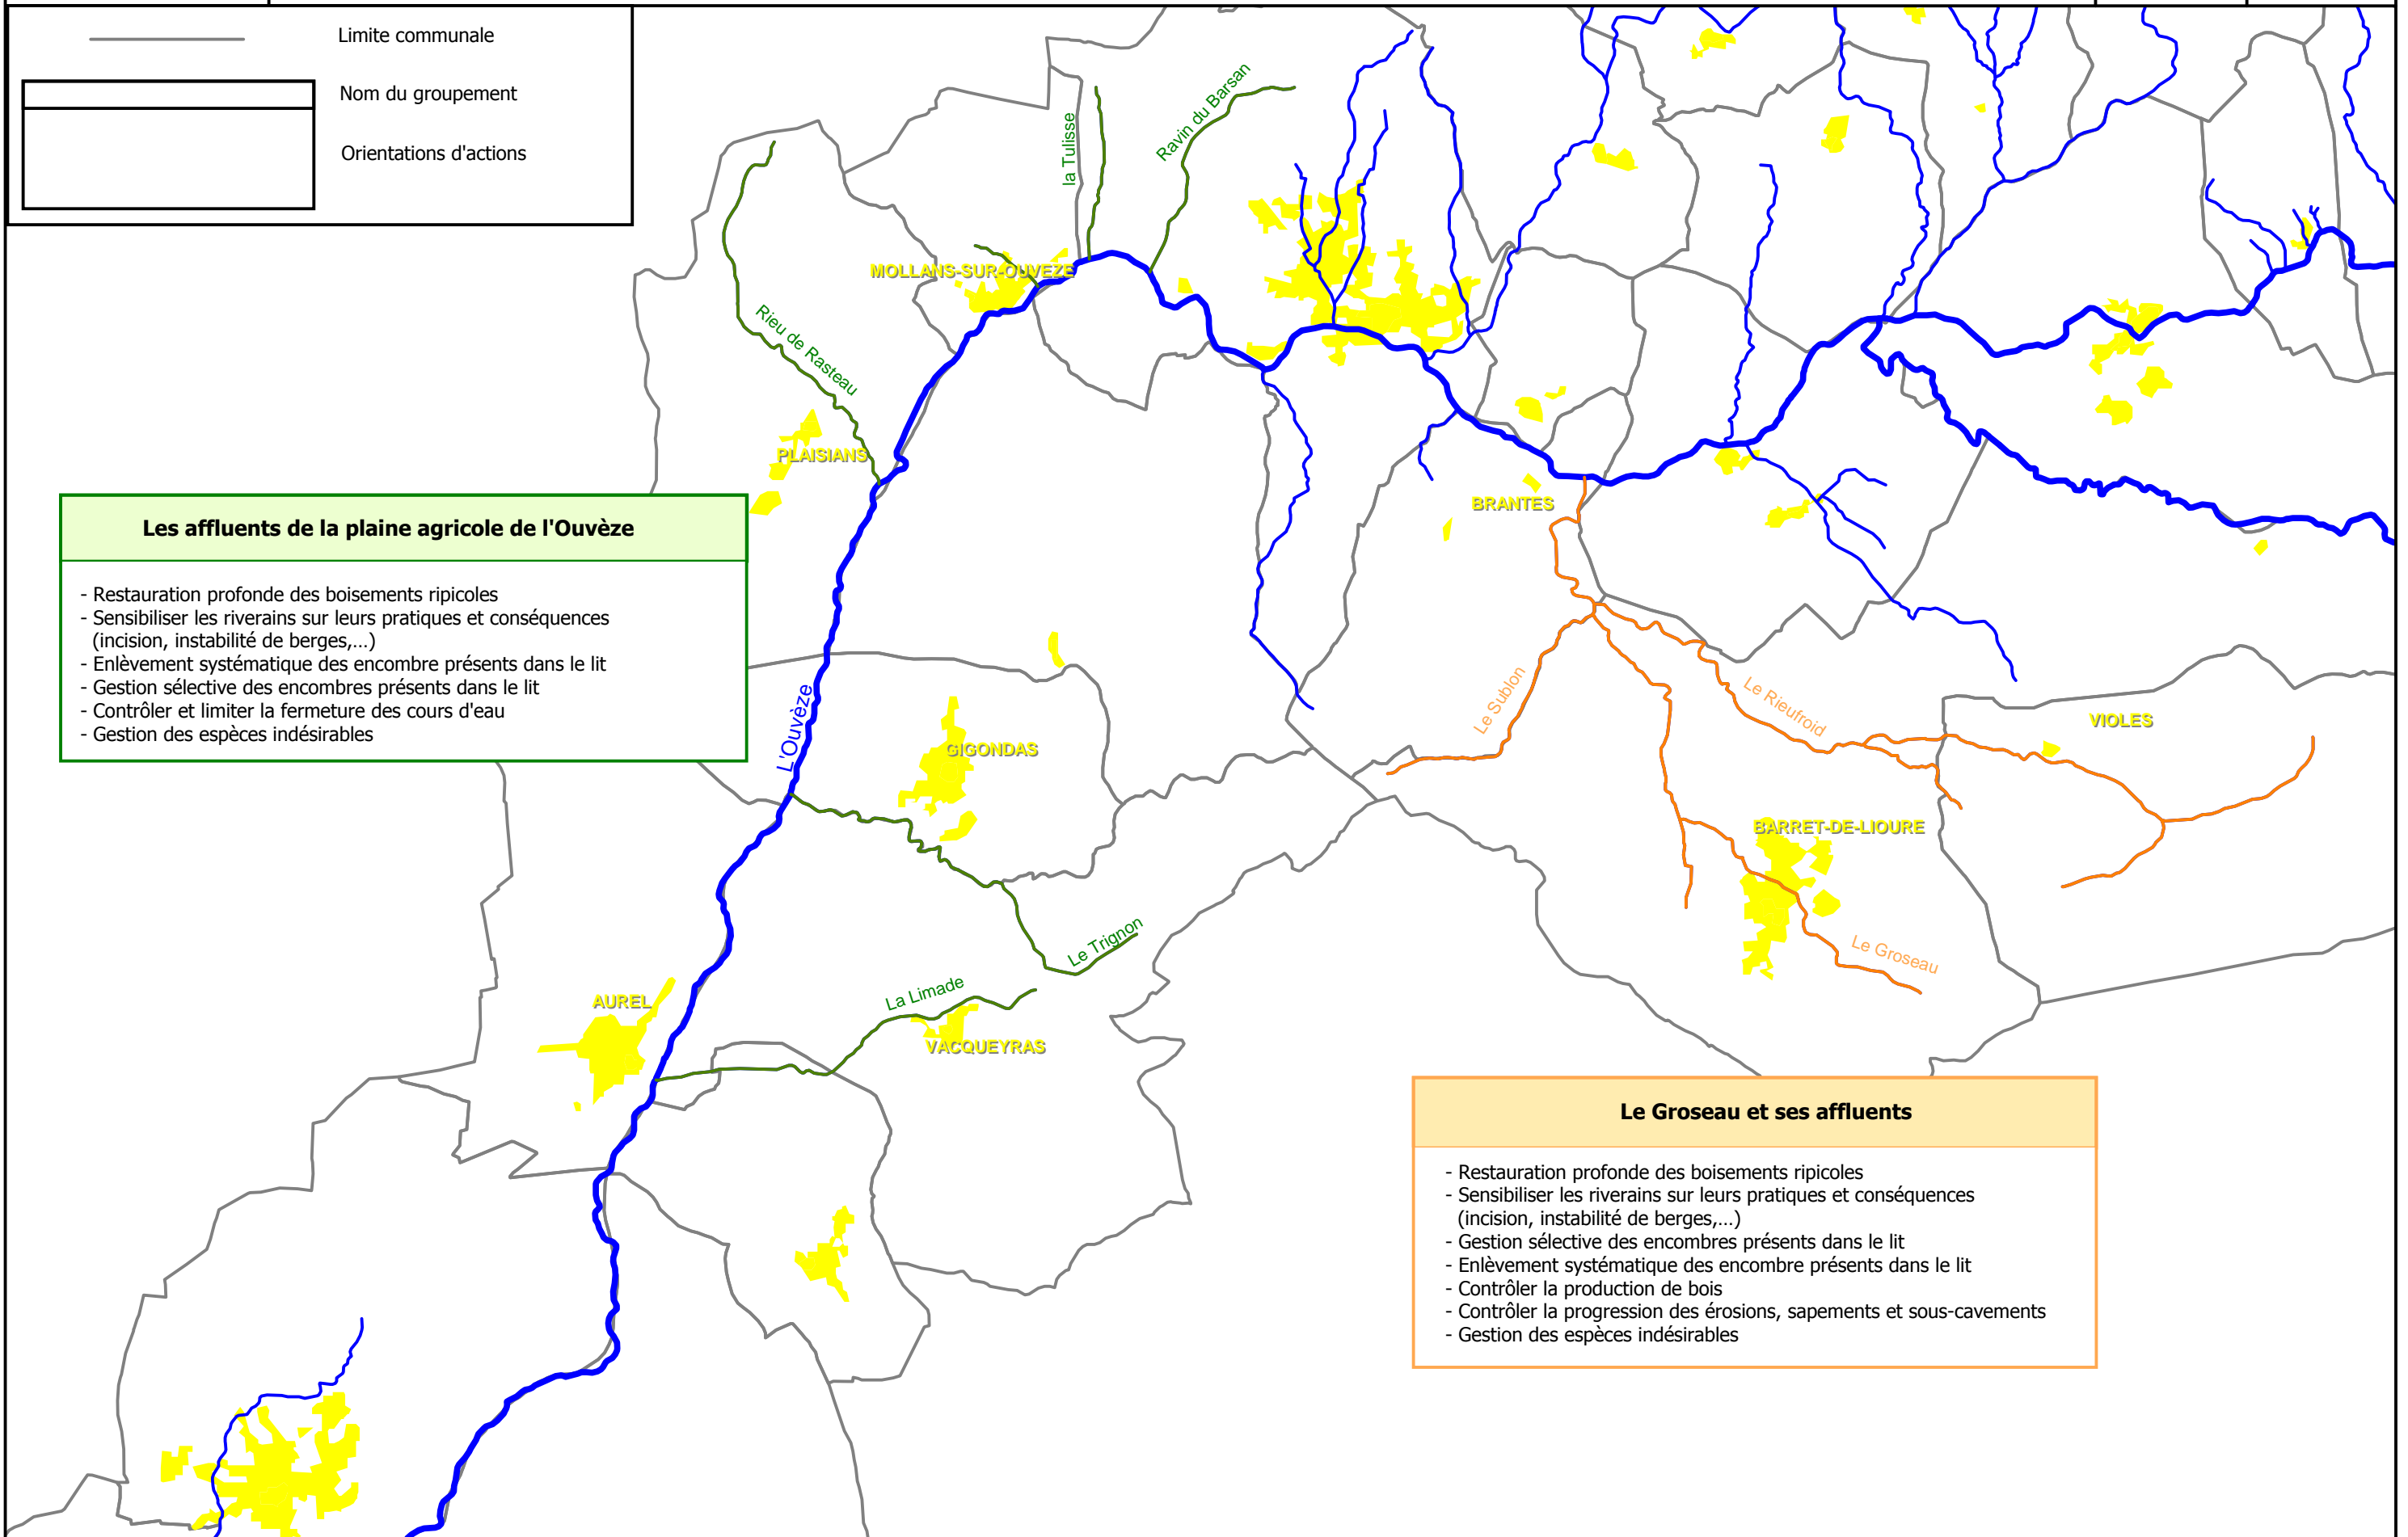 Limite communale
Nom du groupement
Orientations d'actions
la Tulisse
Ravin du Barsan
MOLLANS-SUR-OUVEZE
Rieu de Rasteau
PLAISIANS
BRANTES
Les affluents de la plaine agricole de l'Ouvèze
- Restauration profonde des boisements ripicoles
- Sensibiliser les riverains sur leurs pratiques et conséquences
(incision, instabilité de berges,...)
- Enlèvement systématique des encombre présents dans le lit
- Gestion sélective des encombres présents dans le lit
- Contrôler et limiter la fermeture des cours d'eau
- Gestion des espèces indésirables
L'Ouvèze
GIGONDAS
Le Sublon
Le Rieufroid
VIOLES
BARRET-DE-LIOURE
Le Groseau
Le Trignon
La Limade
AUREL
VACQUEYRAS
Le Groseau et ses affluents
- Restauration profonde des boisements ripicoles
- Sensibiliser les riverains sur leurs pratiques et conséquences
(incision, instabilité de berges,...)
- Gestion sélective des encombres présents dans le lit
- Enlèvement systématique des encombre présents dans le lit
- Contrôler la production de bois
- Contrôler la progression des érosions, sapements et sous-cavements
- Gestion des espèces indésirables